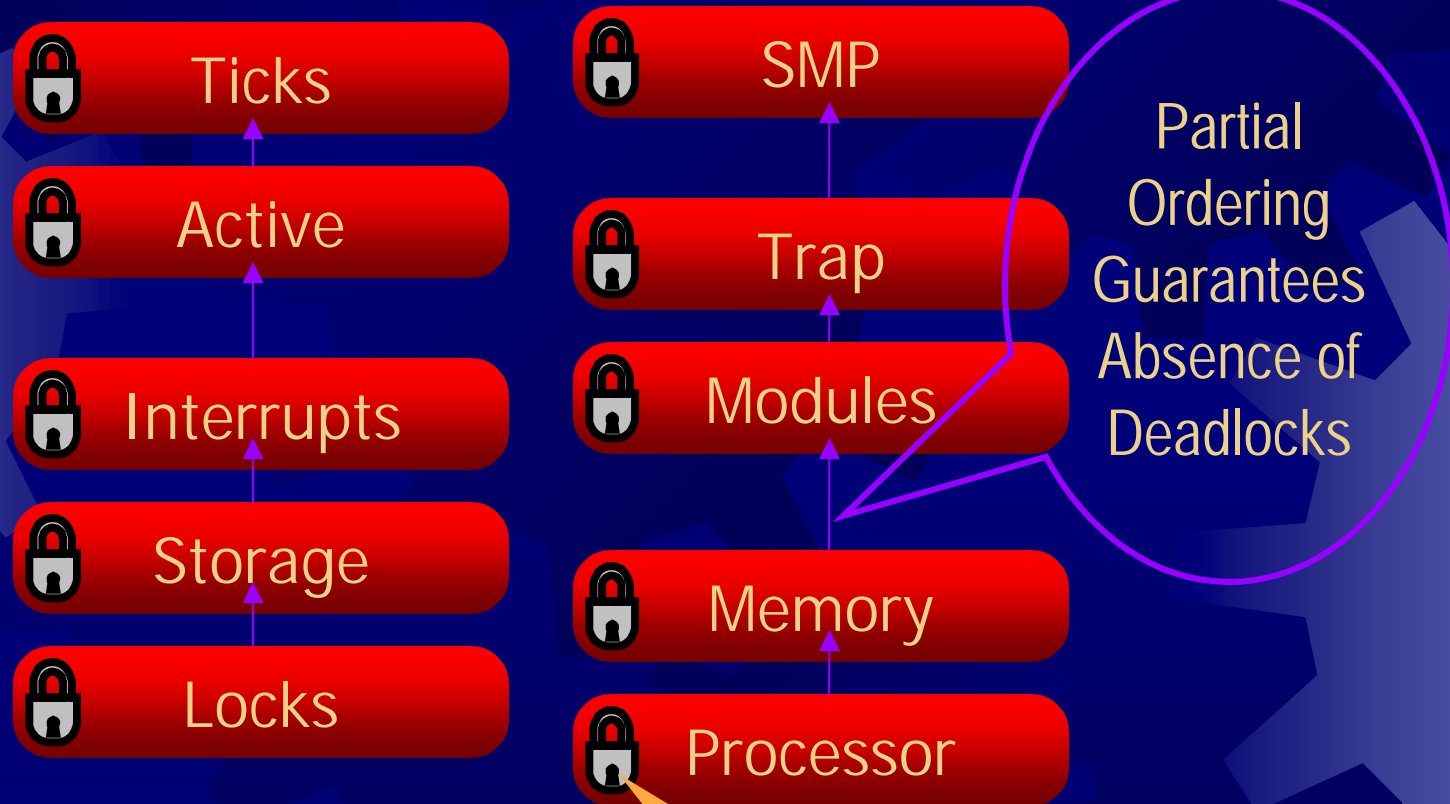 Ticks
Active
Interrupts
Storage
Locks
SMP
Trap
Modules
Memory
Processor
Partial
Ordering
Guarantees
Absence of
Deadlocks